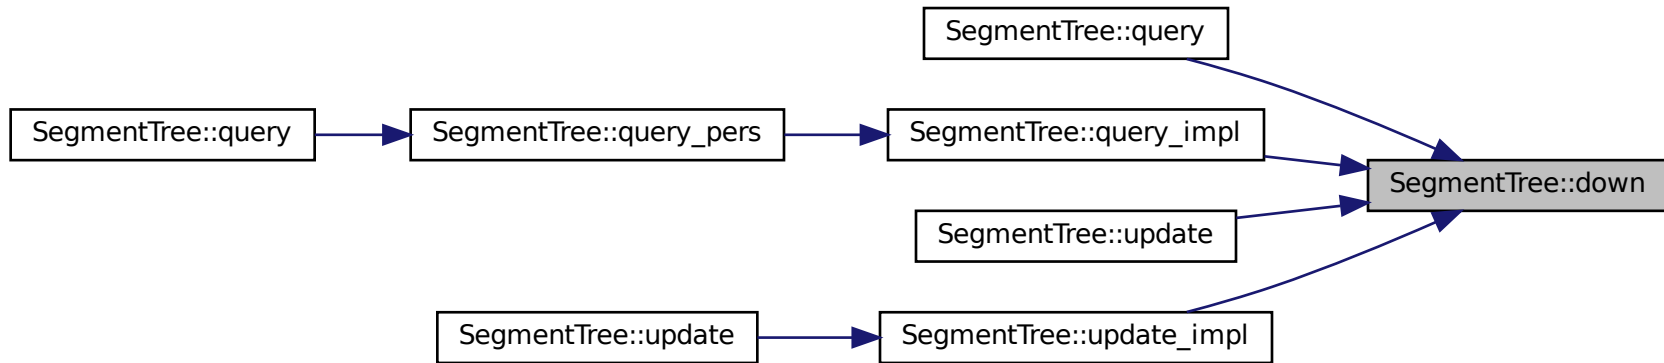 SegmentTree::query
SegmentTree::query
SegmentTree::query_pers
SegmentTree::query_impl
SegmentTree::down
SegmentTree::update
SegmentTree::update
SegmentTree::update_impl